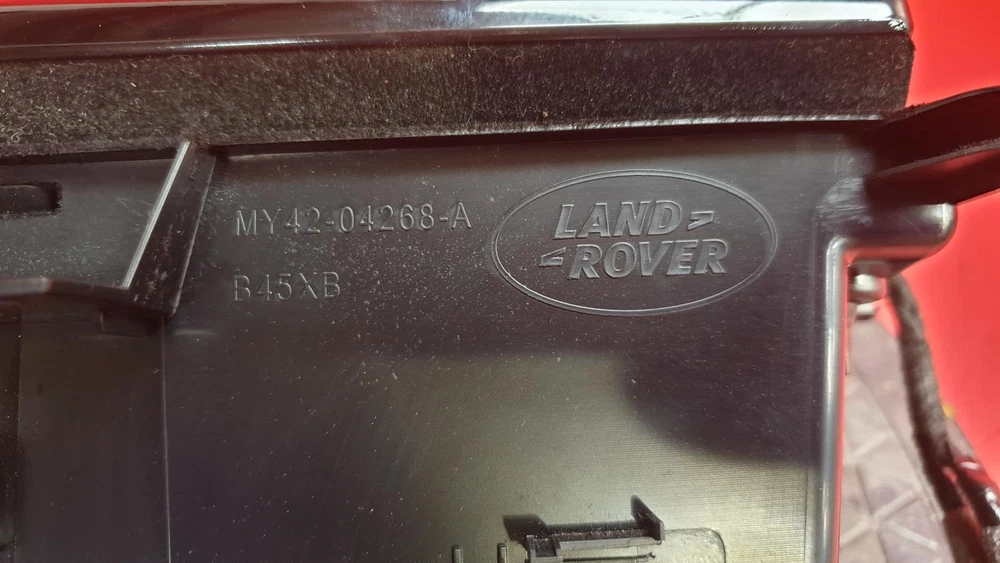 MY42-04268-A
B45XB
LAND
ROVER